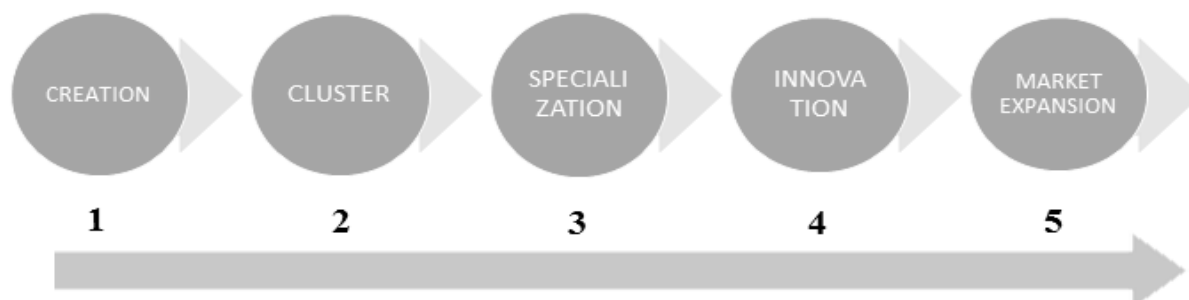 CREATION
CLUSTER
SPECIALI
ZATION
INNOVA
TION
MARKET
EXPANSION
1
2
3
4
5